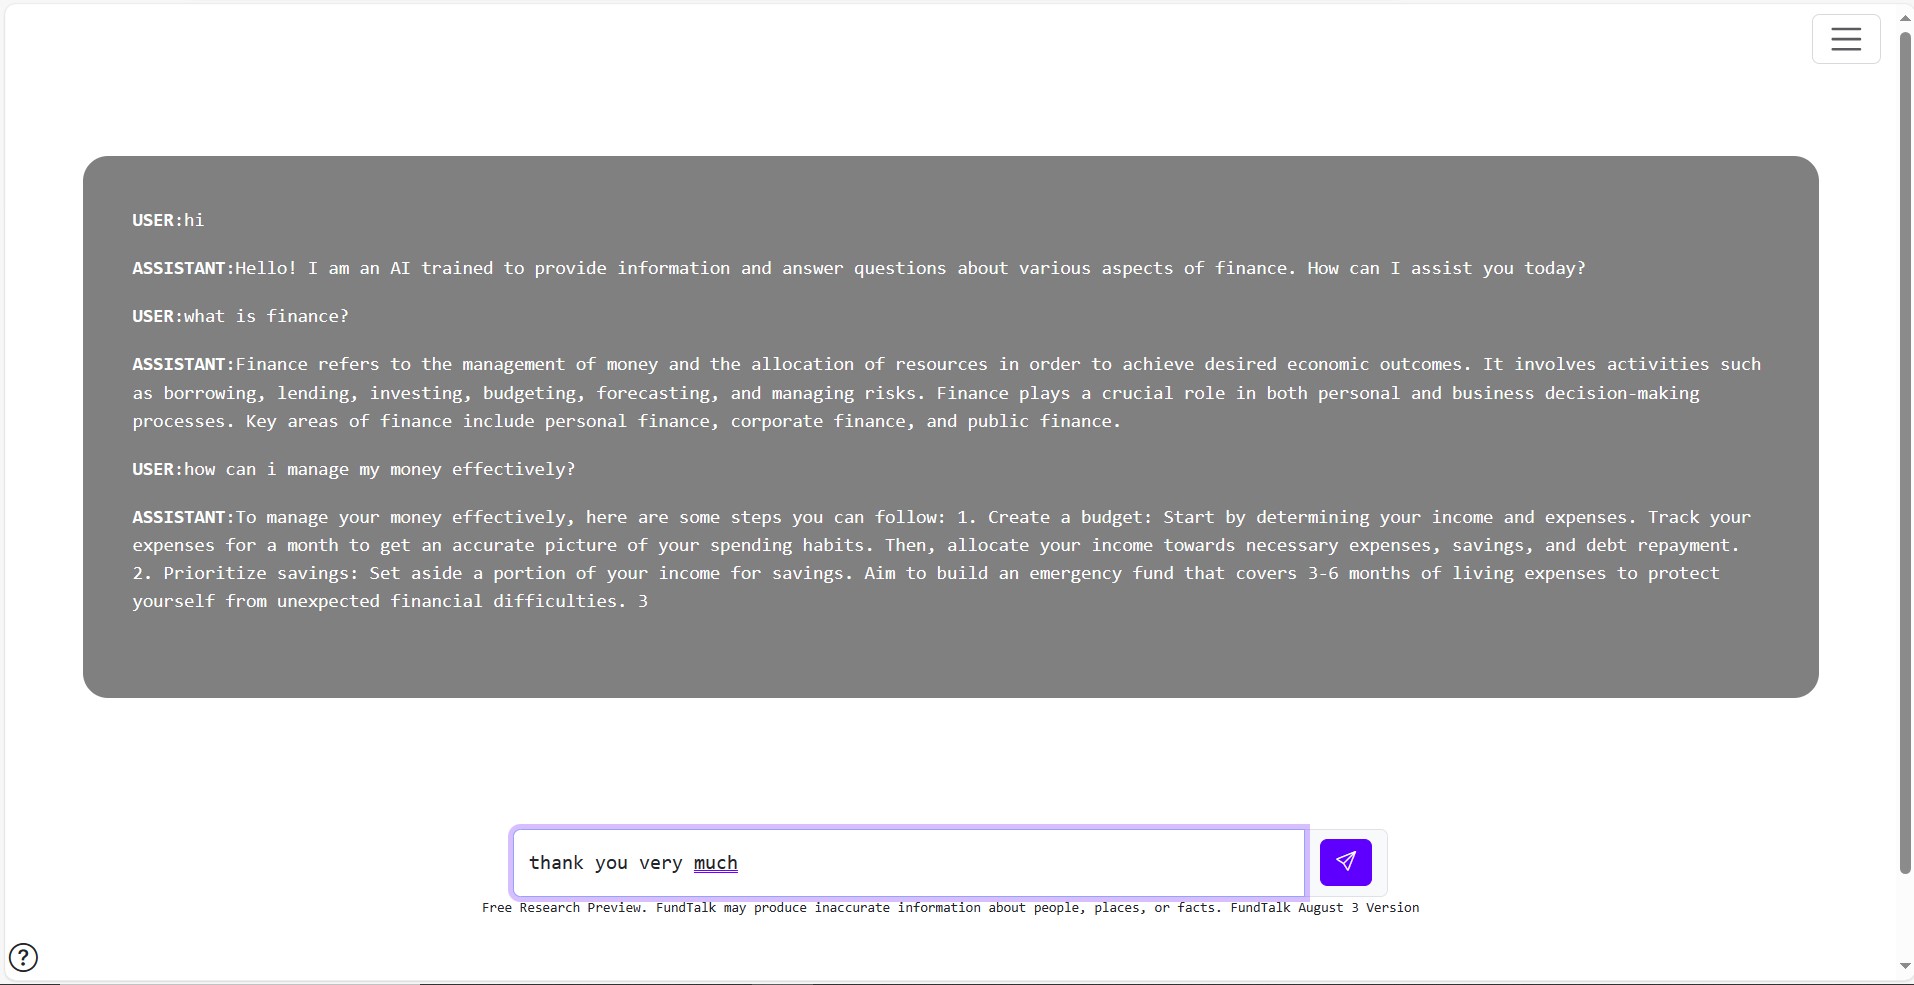 USER:hi
ASSISTANT:Hello! I am an AI trained to provide information and answer questions about various aspects of finance. How can I assist you today?
USER:what is finance?
ASSISTANT:Finance refers to the management of money and the allocation of resources in order to achieve desired economic outcomes. It involves activities such
as borrowing, lending, investing, budgeting, forecasting, and managing risks. Finance plays a crucial role in both personal and business decision-making
processes. Key areas of finance include personal finance, corporate finance, and public finance.
USER:how can i manage my money effectively?
ASSISTANT:To manage your money effectively, here are some steps you can follow: 1. Create a budget: Start by determining your income and expenses. Track your
expenses for a month to get an accurate picture of your spending habits. Then, allocate your income towards necessary expenses, savings, and debt repayment.
2. Prioritize savings: Set aside a portion of your income for savings. Aim to build an emergency fund that covers 3-6 months of living expenses to protect
yourself from unexpected financial difficulties. 3
thank you very much
Free Research Preview. FundTalk may produce inaccurate information about people, places, or facts. FundTalk August 3 Version
?